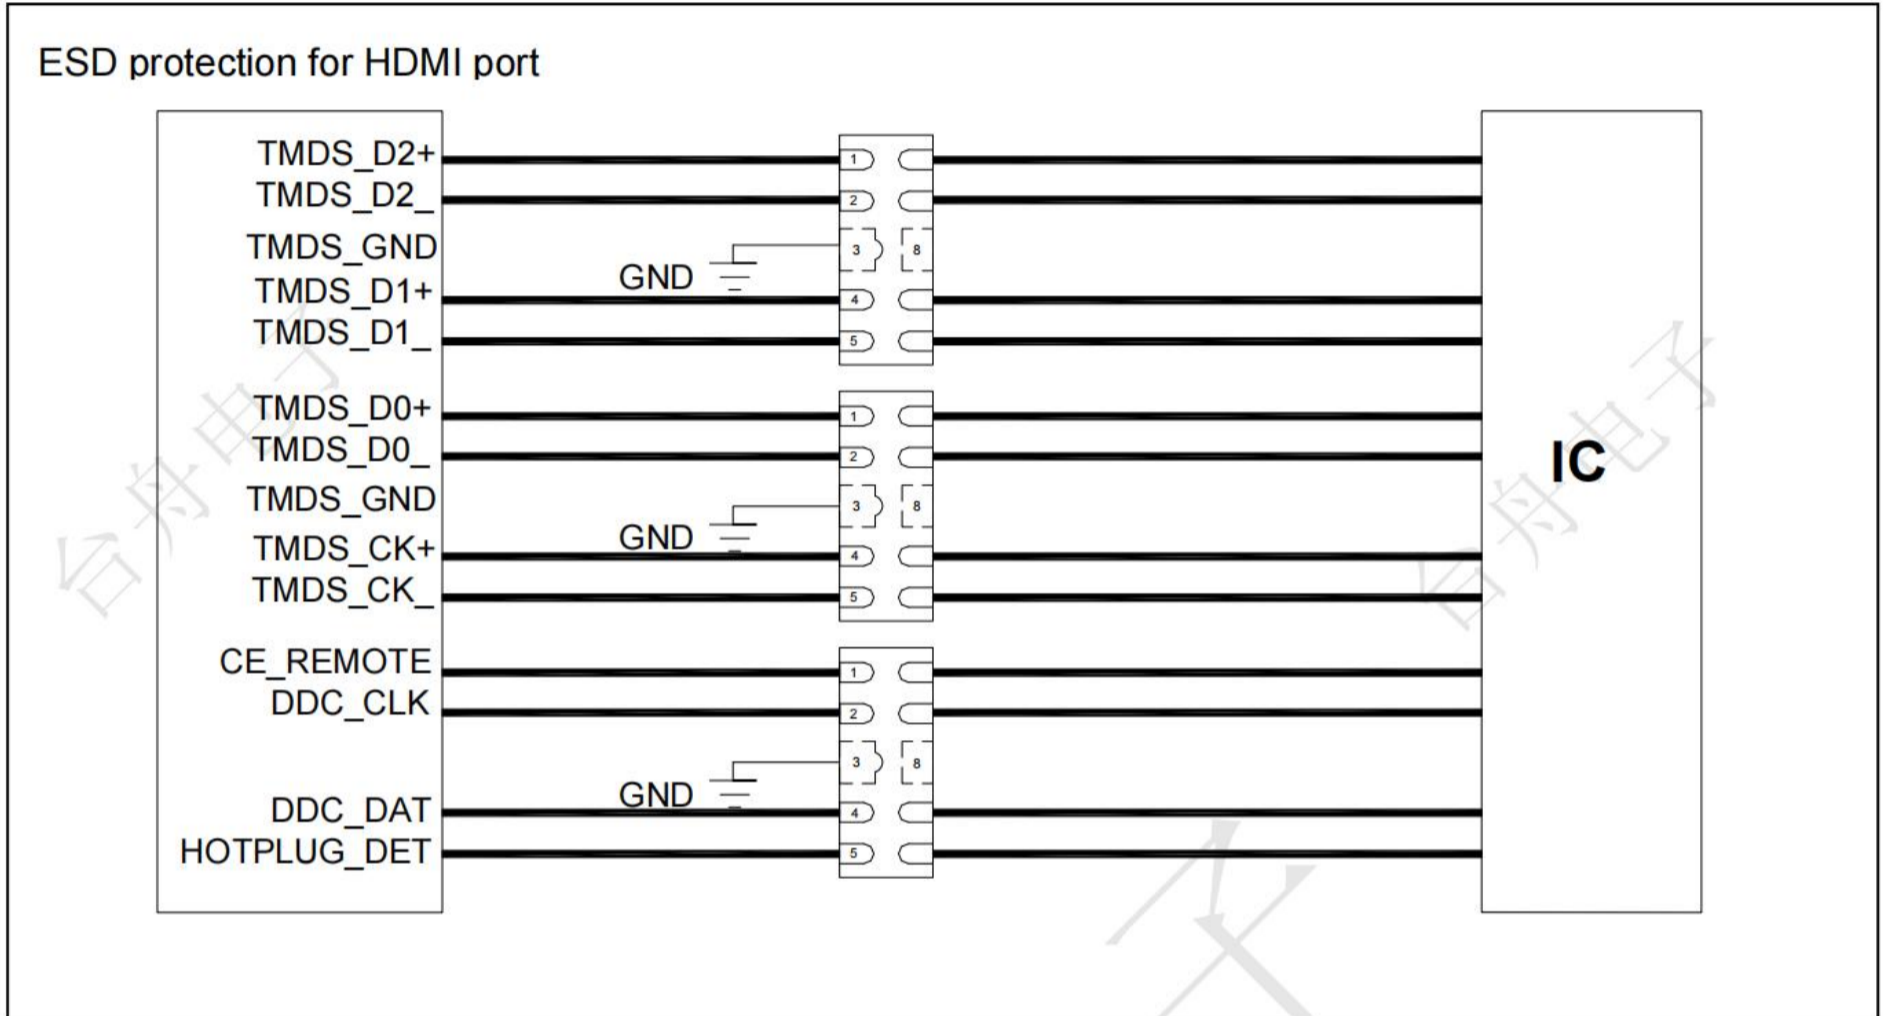 ESD protection for HDMI port
TMDS_D2+
1
TMDS_D2_
2
TMDS_GND
GND
3
8
TMDS_D1+
4
TMDS_D1_
5
TMDS_D0+
1
TMDS_D0_
2
TMDS_GND
GND
3
8
TMDS_CK+
4
TMDS_CK_
5
IC
CE_REMOTE
1
DDC_CLK
2
GND
3
8
DDC_DAT
4
HOTPLUG_DET
5
台舟电子
台舟电子
子